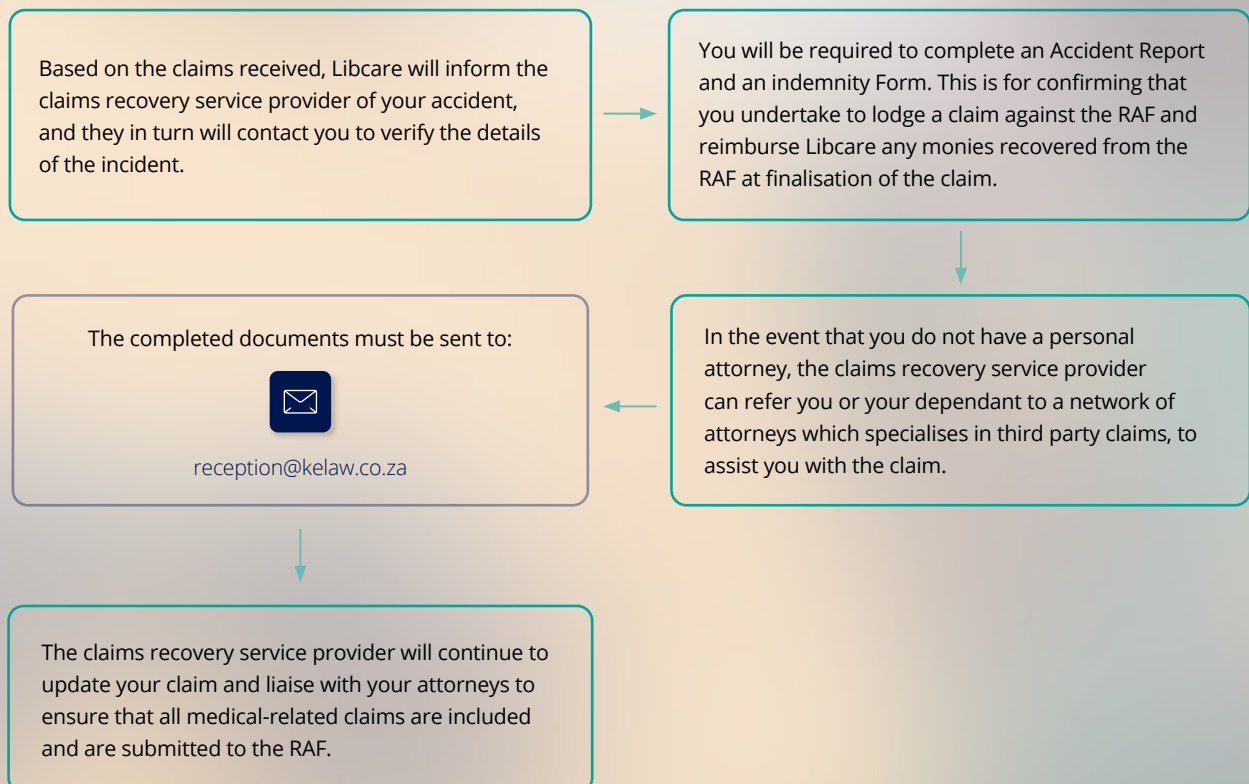 Based on the claims received, Libcare will inform the
claims recovery service provider of your accident,
and they in turn will contact you to verify the details
of the incident.
You will be required to complete an Accident Report
and an indemnity Form. This is for confirming that
you undertake to lodge a claim against the RAF and
reimburse Libcare any monies recovered from the
RAF at finalisation of the claim.
In the event that you do not have a personal
attorney, the claims recovery service provider
can refer you or your dependant to a network of
attorneys which specialises in third party claims, to
assist you with the claim.
The completed documents must be sent to:
reception@kelaw.co.za
The claims recovery service provider will continue to
update your claim and liaise with your attorneys to
ensure that all medical-related claims are included
and are submitted to the RAF.